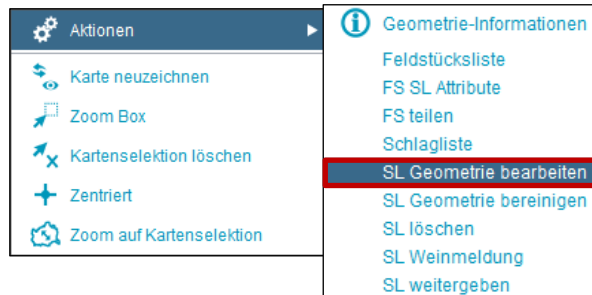 Aktionen
Karte neuzeichnen
Zoom Box
Kartenselektion löschen
Zentriert
Zoom auf Kartenselektion
Geometrie-Informationen
Feldstücksliste
FS SL Attribute
FS teilen
Schlagliste
SL Geometrie bearbeiten
SL Geometrie bereinigen
SL löschen
SL Weinmeldung
SL weitergeben